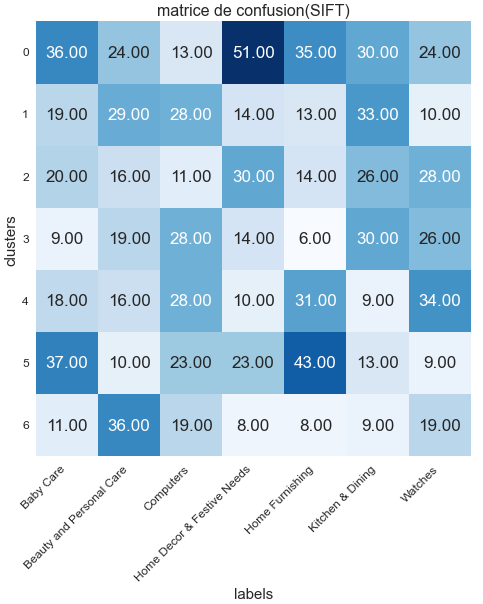 matrice de confusion(SIFT)
0 36.00 24.00 13.00 51.00 35.00 30.00 24.00
1 19.00 29.00 28.00 14.00 13.00 33.00 10.00
2 20.00 16.00 11.00 30.00 14.00 26.00 28.00
3 9.00 19.00 28.00 14.00 6.00 30.00 26.00
4 18.00 16.00 28.00 10.00 31.00 9.00 34.00
5 37.00 10.00 23.00 23.00 43.00 13.00 9.00
6 11.00 36.00 19.00 8.00 8.00 9.00 19.00
clusters
Baby Care
Beauty and Personal Care
Computers
Home Decor & Festive Needs
Home Furnishing
Kitchen & Dining
Watches
labels